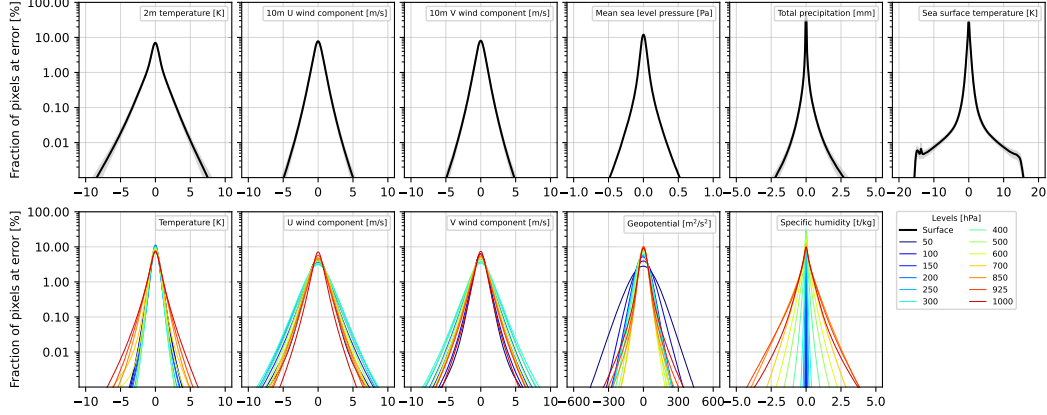 Fraction of pixels at error [%]
100.00
10.00
1.00
0.10
0.01
2m temperature [K]
10m U wind component [m/s]
10m V wind component [m/s]
Mean sea level pressure [Pa]
Total precipitation [mm]
Sea surface temperature [K]
−10 −5 0 5 10
−10 −5 0 5 10
−10 −5 0 5 10
−1.0 −0.5 0.0 0.5 1.0
−5.0 −2.5 0.0 2.5 5.0
−20 −10 0 10 20
Fraction of pixels at error [%]
100.00
10.00
1.00
0.10
0.01
Temperature [K]
U wind component [m/s]
V wind component [m/s]
Geopotential [m²/s²]
Specific humidity [t/kg]
−10 −5 0 5 10
−10 −5 0 5 10
−10 −5 0 5 10
−600 −300 0 300 600
−5.0 −2.5 0.0 2.5 5.0
Levels [hPa]
Surface
50
100
150
200
250
300
400
500
600
700
850
925
1000